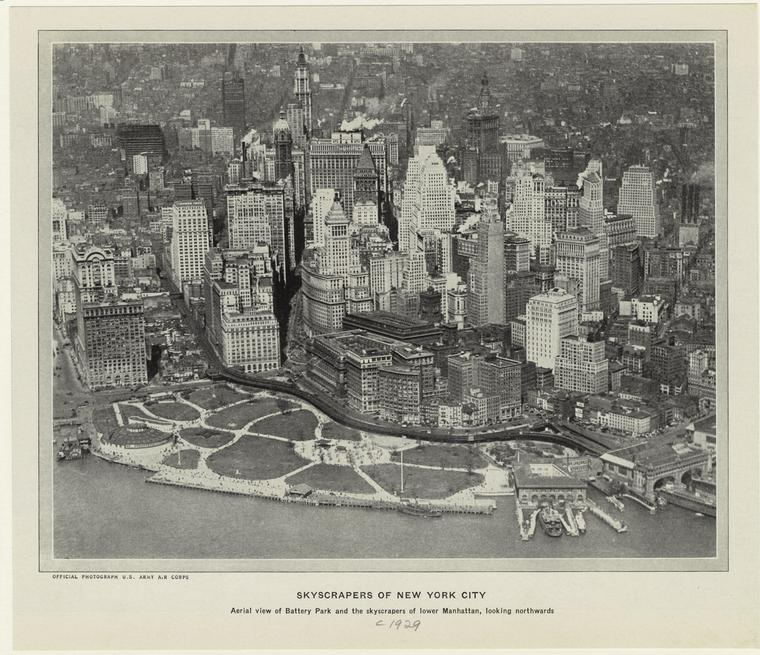 OFFICIAL PHOTOGRAPH U.S. ARMY AIR CORPS
SKYSCRAPERS OF NEW YORK CITY
Aerial view of Battery Park and the skyscrapers of lower Manhattan, looking northwards
c 1929